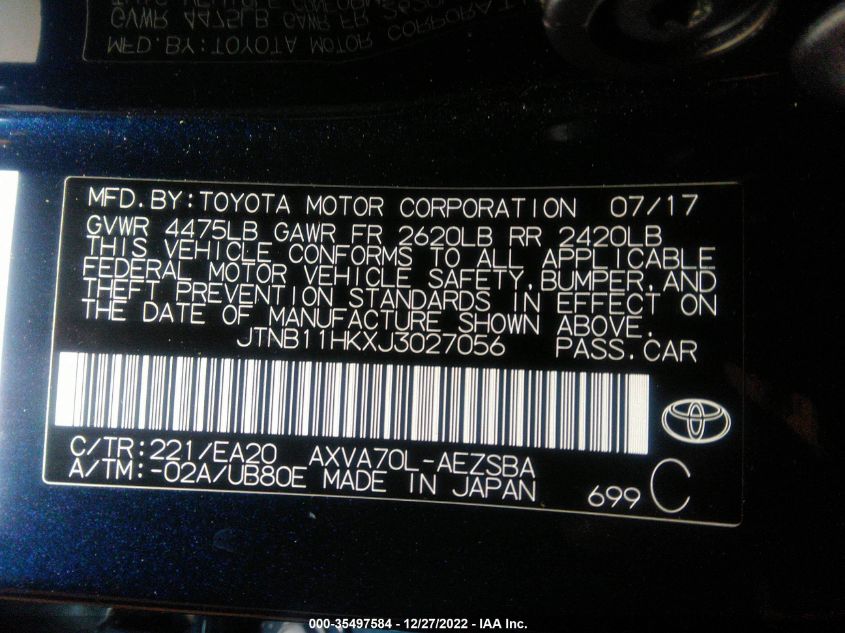 MFD.BY:TOYOTA MOTOR CORPORATION 07/17
GVWR 4475LB GAWR FR 2620LB RR 2420LB
THIS VEHICLE CONFORMS TO ALL APPLICABLE
FEDERAL MOTOR VEHICLE SAFETY,BUMPER,AND
THEFT PREVENTION STANDARDS IN EFFECT ON
THE DATE OF MANUFACTURE SHOWN ABOVE.
JTNB11HKXJ3027056 PASS.CAR
C/TR:221/EA20 AXVA70L-AEZSBA
A/TM:-02A/UB80E MADE IN JAPAN 699 C
000-35497584 - 12/27/2022 - IAA Inc.